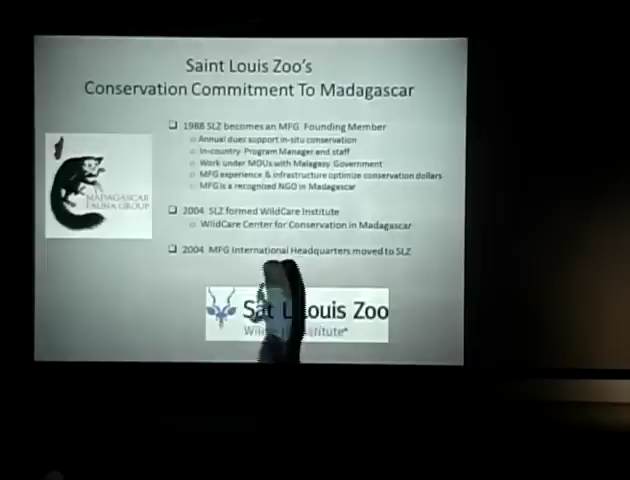 Saint Louis Zoo's
Conservation Commitment To Madagascar
1988 SLZ becomes an MFG Founding Member
Annual dues support in-situ conservation
In-country Program Manager and staff
Work under MOUs with Malagasy Government
MFG experience & infrastructure optimize conservation dollars
MFG is a recognized NGO in Madagascar
MADAGASCAR
FAUNA GROUP
2004 SLZ formed WildCare Institute
WildCare Center for Conservation in Madagascar
2004 MFG International Headquarters moved to SLZ
Louis Zoo